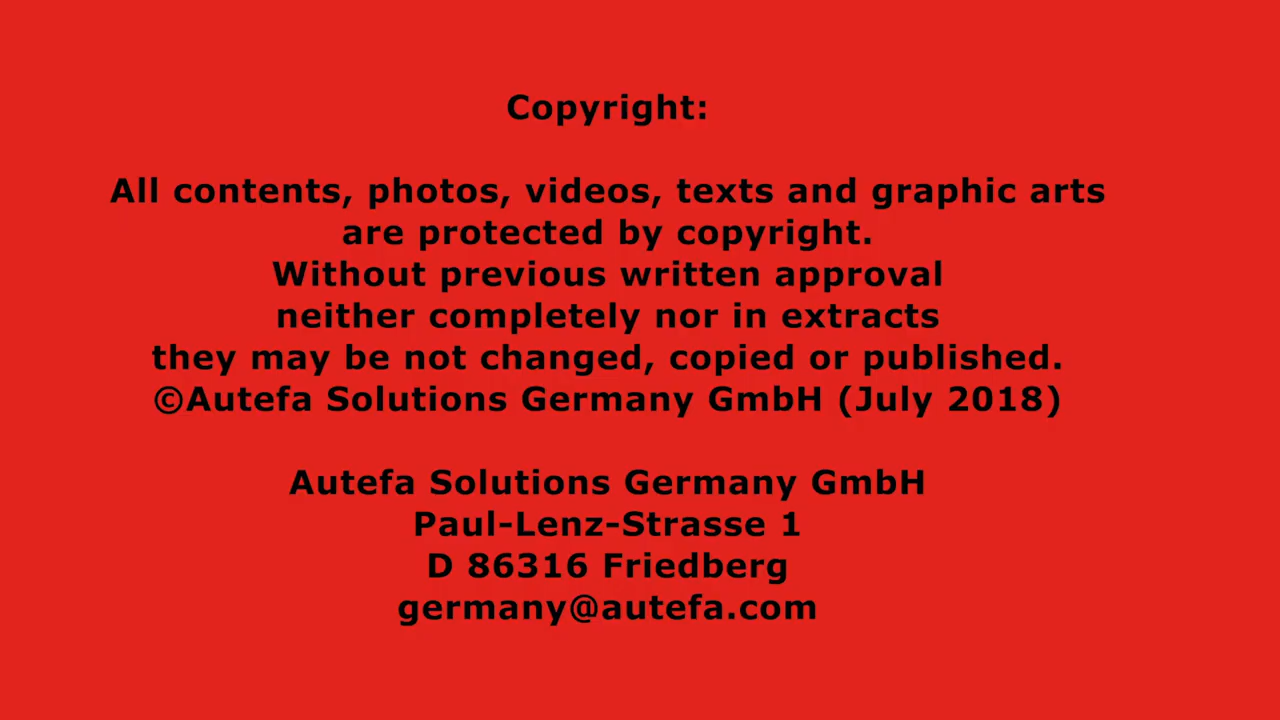 Copyright:
All contents, photos, videos, texts and graphic arts
are protected by copyright.
Without previous written approval
neither completely nor in extracts
they may be not changed, copied or published.
©Autefa Solutions Germany GmbH (July 2018)
Autefa Solutions Germany GmbH
Paul-Lenz-Strasse 1
D 86316 Friedberg
germany@autefa.com